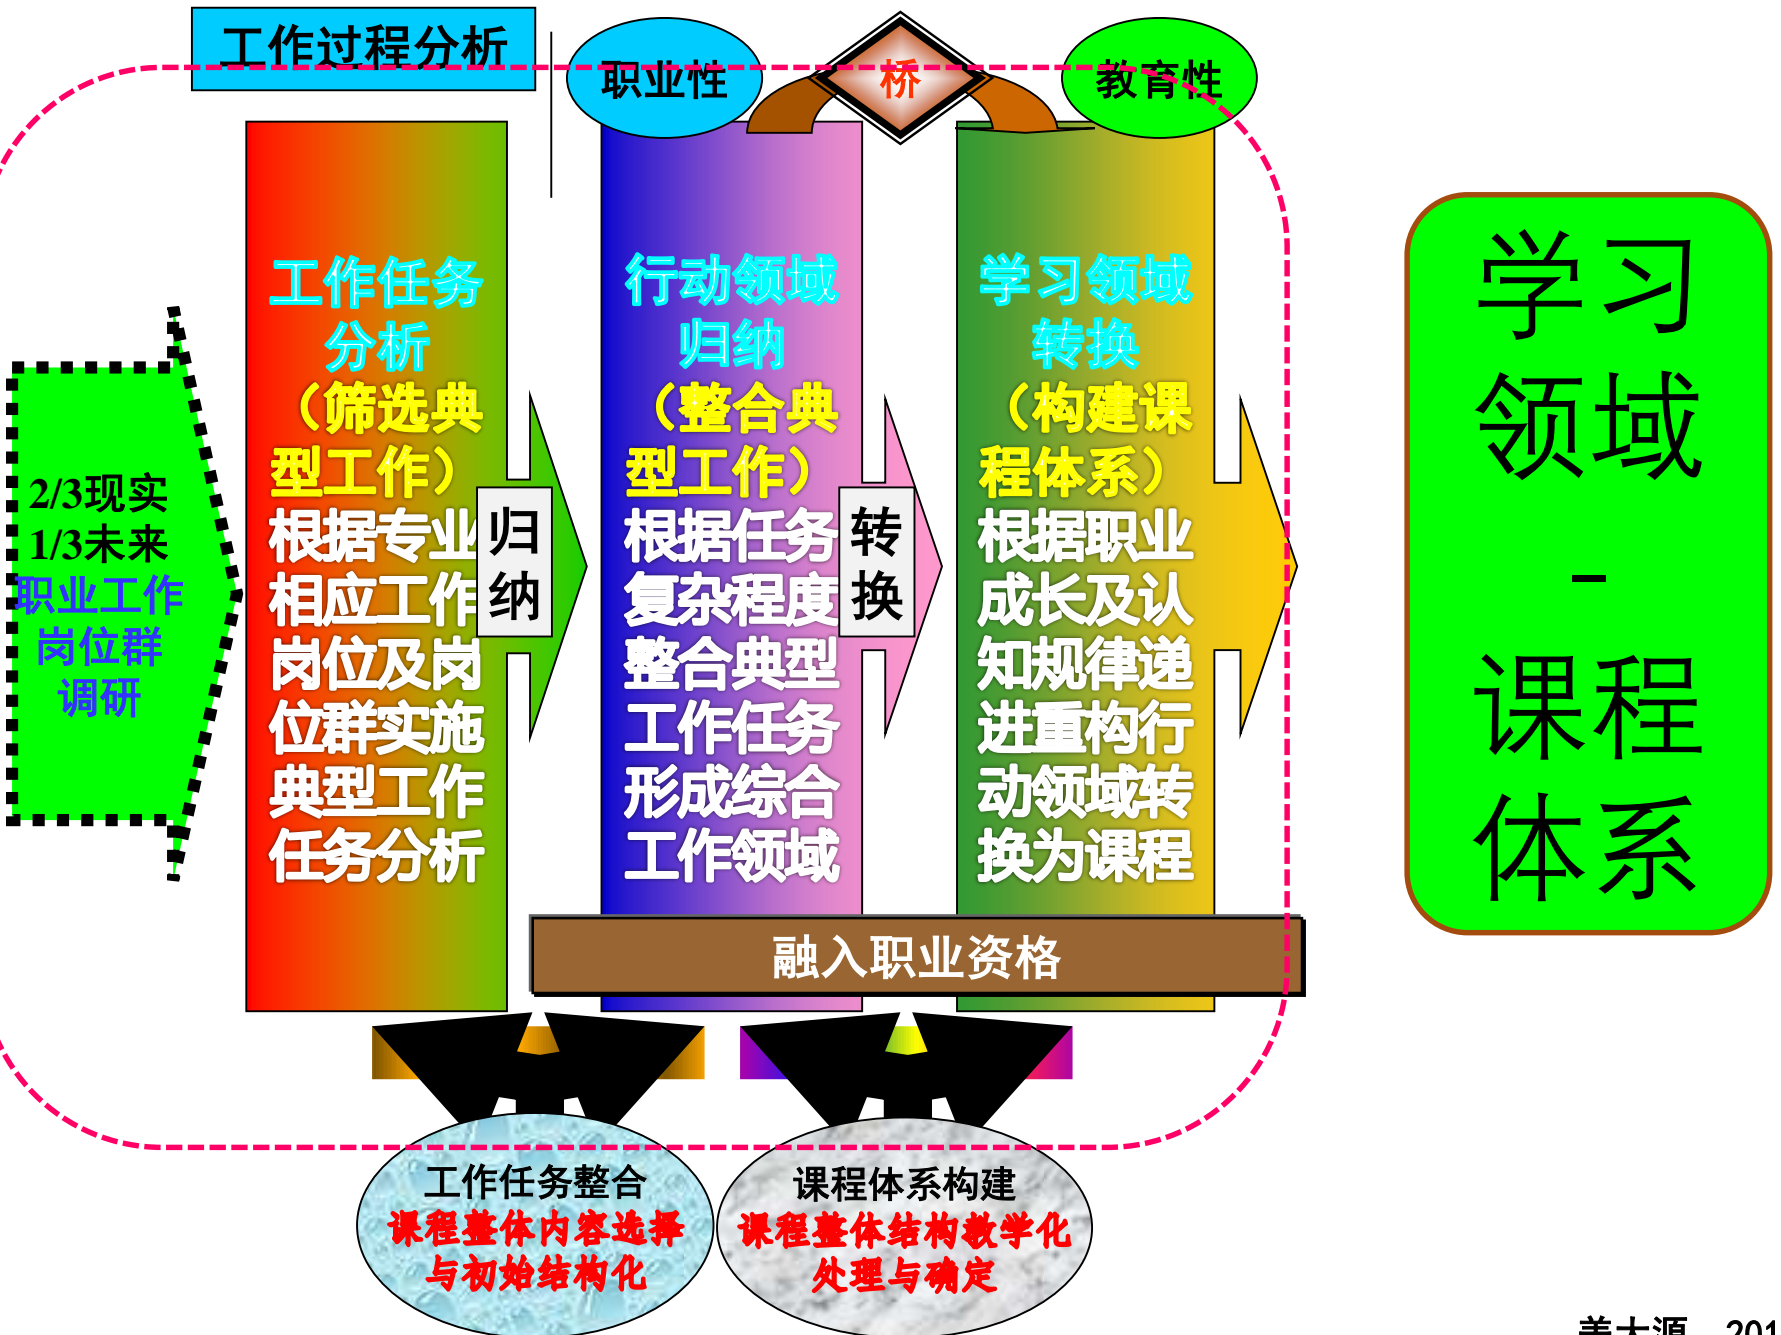 工作过程分析
职业性
桥
教育性
2/3现实
1/3未来
职业工作
岗位群
调研
工作任务
分析
（筛选典
型工作）
根据专业
相应工作
岗位及岗
位群实施
典型工作
任务分析
归
纳
行动领域
归纳
（整合典
型工作）
根据任务
复杂程度
整合典型
工作任务
形成综合
工作领域
转
换
学习领域
转换
（构建课
程体系）
根据职业
成长及认
知规律递
进重构行
动领域转
换为课程
学习
领域
-
课程
体系
融入职业资格
工作任务整合
课程整体内容选择
与初始结构化
课程体系构建
课程整体结构教学化
处理与确定
姜大源 201